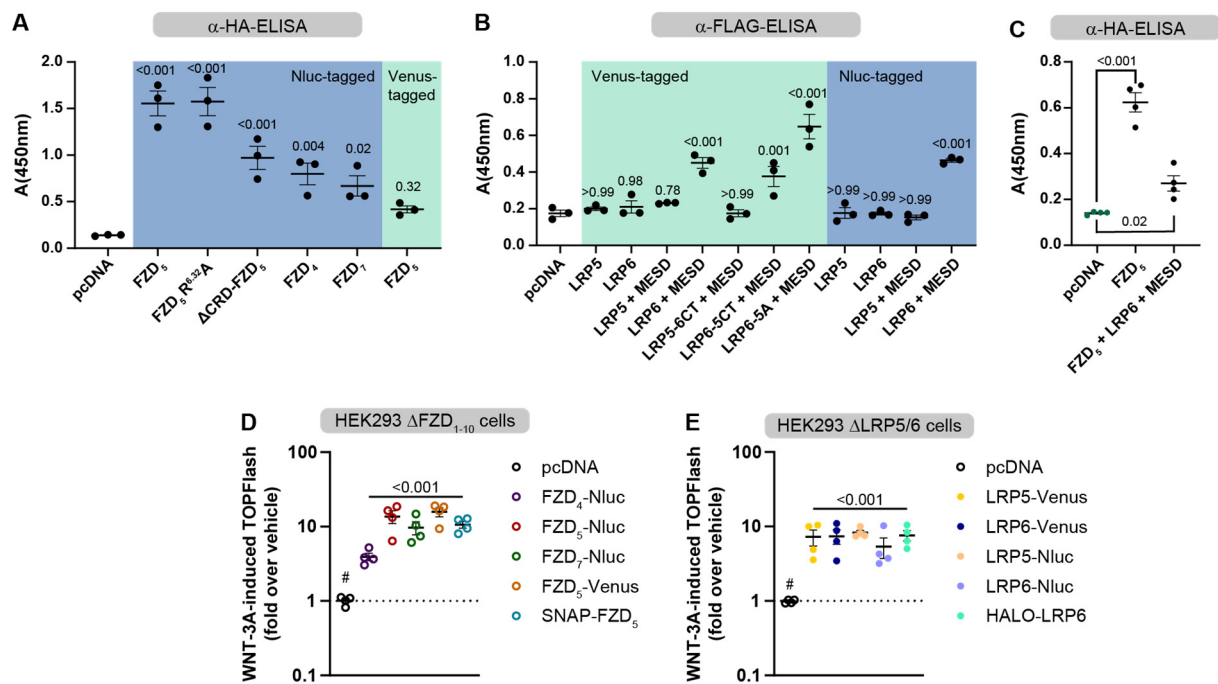 A
α-HA-ELISA
A(450nm)
2.0
1.5
1.0
0.5
0.0
Nluc-tagged
Venus-
tagged
<0.001
<0.001
<0.001
0.004
0.02
0.32
pcDNA
FZD5
FZD5R6.32A
ΔCRD-FZD5
FZD4
FZD7
FZD5
B
α-FLAG-ELISA
A(450nm)
1.0
0.8
0.6
0.4
0.2
0.0
Venus-tagged
Nluc-tagged
>0.99
0.98
0.78
<0.001
>0.99
0.001
<0.001
>0.99
>0.99
>0.99
<0.001
pcDNA
LRP5
LRP6
LRP5 + MESD
LRP6 + MESD
LRP5-6CT + MESD
LRP6-5CT + MESD
LRP6-5A + MESD
LRP5
LRP6
LRP5 + MESD
LRP6 + MESD
C
α-HA-ELISA
A(450nm)
0.8
0.6
0.4
0.2
0.0
<0.001
0.02
pcDNA
FZD5
FZD5 + LRP6 + MESD
D
HEK293 ΔFZD1-10 cells
WNT-3A-induced TOPFlash
(fold over vehicle)
100
10
1
0.1
<0.001
#
pcDNA
FZD4-Nluc
FZD5-Nluc
FZD7-Nluc
FZD5-Venus
SNAP-FZD5
E
HEK293 ΔLRP5/6 cells
WNT-3A-induced TOPFlash
(fold over vehicle)
100
10
1
0.1
<0.001
#
pcDNA
LRP5-Venus
LRP6-Venus
LRP5-Nluc
LRP6-Nluc
HALO-LRP6